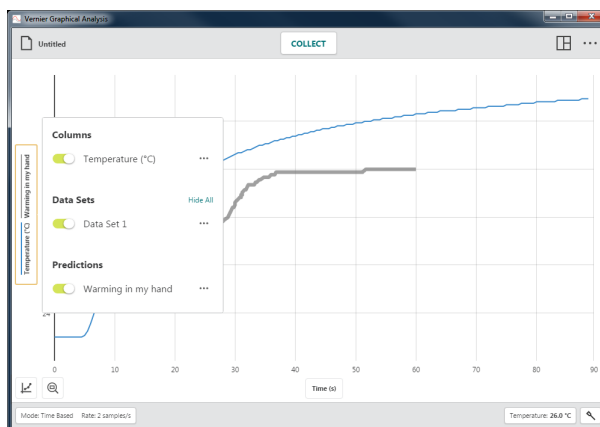 Vernier Graphical Analysis
Untitled
COLLECT
Columns
Temperature (°C)
Data Sets
Hide All
Data Set 1
Predictions
Warming in my hand
Temperature (°C) Warming in my hand
24
0 10 20 30 40 50 60 70 80 90
Time (s)
Mode: Time Based Rate: 2 samples/s
Temperature: 26.0 °C